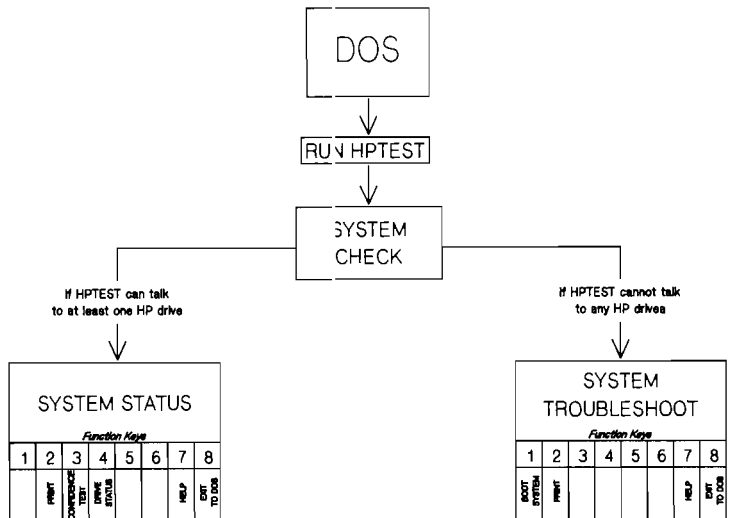 DOS
RUN HPTEST
SYSTEM
CHECK
If HPTEST can talk
to at least one HP drive
If HPTEST cannot talk
to any HP drives
SYSTEM STATUS
Function Keys
1 2 3 4 5 6 7 8
PRINT
CONFIDENCE
TEST
DRIVE
STATUS
HELP
EXIT
TO DOS
SYSTEM
TROUBLESHOOT
Function Keys
1 2 3 4 5 6 7 8
BOOT
SYSTEM
PRINT
HELP
EXIT
TO DOS